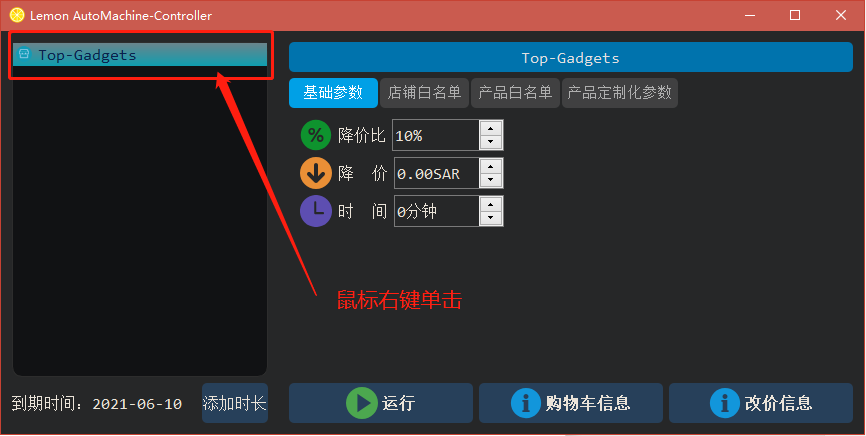 Lemon AutoMachine-Controller
Top-Gadgets
Top-Gadgets
基础参数 店铺白名单 产品白名单 产品定制化参数
降价比 10%
降 价 0.00SAR
时 间 0分钟
鼠标右键单击
到期时间：2021-06-10 添加时长 运行 购物车信息 改价信息